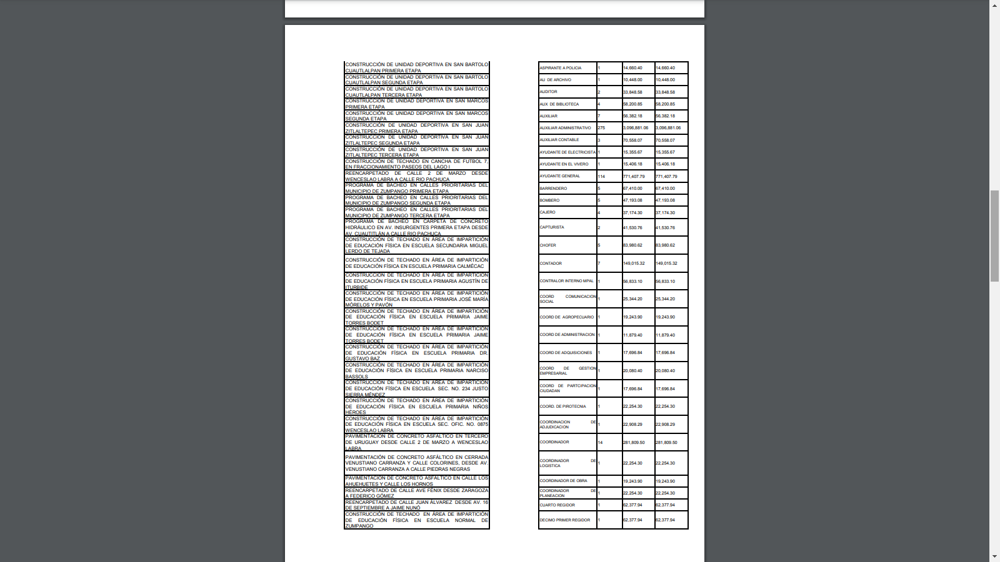 CONSTRUCCIÓN DE UNIDAD DEPORTIVA EN SAN BARTOLO
CUAUTLALPAN PRIMERA ETAPA
CONSTRUCCIÓN DE UNIDAD DEPORTIVA EN SAN BARTOLO
CUAUTLALPAN SEGUNDA ETAPA
CONSTRUCCIÓN DE UNIDAD DEPORTIVA EN SAN BARTOLO
CUAUTLALPAN TERCERA ETAPA
CONSTRUCCIÓN DE UNIDAD DEPORTIVA EN SAN MARCOS
PRIMERA ETAPA
CONSTRUCCIÓN DE UNIDAD DEPORTIVA EN SAN MARCOS
SEGUNDA ETAPA
CONSTRUCCIÓN DE UNIDAD DEPORTIVA EN SAN JUAN
ZITLALTEPEC PRIMERA ETAPA
CONSTRUCCIÓN DE UNIDAD DEPORTIVA EN SAN JUAN
ZITLALTEPEC SEGUNDA ETAPA
CONSTRUCCIÓN DE UNIDAD DEPORTIVA EN SAN JUAN
ZITLALTEPEC TERCERA ETAPA
CONSTRUCCIÓN DE TECHADO EN CANCHA DE FUTBOL 7,
EN FRACCIONAMIENTO PASEOS DEL LAGO I
REENCARPETADO DE CALLE 2 DE MARZO DESDE
WENCESLAO LABRA A CALLE RIO PACHUCA
PROGRAMA DE BACHEO EN CALLES PRIORITARIAS DEL
MUNICIPIO DE ZUMPANGO PRIMERA ETAPA
PROGRAMA DE BACHEO EN CALLES PRIORITARIAS DEL
MUNICIPIO DE ZUMPANGO SEGUNDA ETAPA
PROGRAMA DE BACHEO EN CALLES PRIORITARIAS DEL
MUNICIPIO DE ZUMPANGO TERCERA ETAPA
PROGRAMA DE BACHEO EN CARPETA DE CONCRETO
HIDRÁULICO EN AV. INSURGENTES PRIMERA ETAPA DESDE
AV. CUAUTITLÁN A CALLE RIO PACHUCA
CONSTRUCCIÓN DE TECHADO EN ÁREA DE IMPARTICIÓN
DE EDUCACIÓN FÍSICA EN ESCUELA SECUNDARIA MIGUEL
LERDO DE TEJADA
CONSTRUCCIÓN DE TECHADO EN ÁREA DE IMPARTICIÓN
DE EDUCACIÓN FÍSICA EN ESCUELA PRIMARIA CALMÉCAC
CONSTRUCCIÓN DE TECHADO EN ÁREA DE IMPARTICIÓN
DE EDUCACIÓN FÍSICA EN ESCUELA PRIMARIA AGUSTÍN DE
ITURBIDE
CONSTRUCCIÓN DE TECHADO EN ÁREA DE IMPARTICIÓN
DE EDUCACIÓN FÍSICA EN ESCUELA PRIMARIA JOSÉ MARÍA
MÓRELOS Y PAVÓN
CONSTRUCCIÓN DE TECHADO EN ÁREA DE IMPARTICIÓN
DE EDUCACIÓN FÍSICA EN ESCUELA PRIMARIA JAIME
TORRES BODET
CONSTRUCCIÓN DE TECHADO EN ÁREA DE IMPARTICIÓN
DE EDUCACIÓN FÍSICA EN ESCUELA PRIMARIA JAIME
TORRES BODET
CONSTRUCCIÓN DE TECHADO EN ÁREA DE IMPARTICIÓN
DE EDUCACIÓN FÍSICA EN ESCUELA PRIMARIA DR.
GUSTAVO BAZ
CONSTRUCCIÓN DE TECHADO EN ÁREA DE IMPARTICIÓN
DE EDUCACIÓN FÍSICA EN ESCUELA PRIMARIA NARCISO
BASSOLS
CONSTRUCCIÓN DE TECHADO EN ÁREA DE IMPARTICIÓN
DE EDUCACIÓN FÍSICA EN ESCUELA SEC. NO. 234 JUSTO
SIERRA MÉNDEZ
CONSTRUCCIÓN DE TECHADO EN ÁREA DE IMPARTICIÓN
DE EDUCACIÓN FÍSICA EN ESCUELA PRIMARIA NIÑOS
HÉROES
CONSTRUCCIÓN DE TECHADO EN ÁREA DE IMPARTICIÓN
DE EDUCACIÓN FÍSICA EN ESCUELA SEC. OFIC. NO. 0875
WENCESLAO LABRA
PAVIMENTACIÓN DE CONCRETO ASFÁLTICO EN TERCERO
DE URUGUAY DESDE CALLE 2 DE MARZO A WENCESLAO
LABRA
PAVIMENTACIÓN DE CONCRETO ASFÁLTICO EN CERRADA
VENUSTIANO CARRANZA Y CALLE COLORINES, DESDE AV.
VENUSTIANO CARRANZA A CALLE PIEDRAS NEGRAS
PAVIMENTACIÓN DE CONCRETO ASFÁLTICO EN CALLE LOS
AHUEHUETES Y CALLE LOS HORNOS
REENCARPETADO DE CALLE AVE FÉNIX DESDE ZARAGOZA
A FEDERICO GÓMEZ
REENCARPETADO DE CALLE JUAN ÁLVAREZ DESDE AV. 16
DE SEPTIEMBRE A JAIME NUNÓ
CONSTRUCCIÓN DE TECHADO EN ÁREA DE IMPARTICIÓN
DE EDUCACIÓN FÍSICA EN ESCUELA NORMAL DE
ZUMPANGO
ASPIRANTE A POLICIA 1 14,660.40 14,660.40
AU DE ARCHIVO 1 10,448.00 10,448.00
AUDITOR 2 33,848.58 33,848.58
AUX DE BIBLIOTECA 4 58,200.85 58,200.85
AUXILIAR 7 56,382.18 56,382.18
AUXILIAR ADMINISTRATIVO 275 3,096,881.06 3,096,881.06
AUXILIAR CONTABLE 3 70,558.07 70,558.07
AYUDANTE DE ELECTRICISTA 1 15,355.67 15,355.67
AYUDANTE EN EL VIVERO 1 15,406.18 15,406.18
AYUDANTE GENERAL 114 771,407.79 771,407.79
BARRENDERO 5 67,410.00 67,410.00
BOMBERO 5 47,193.08 47,193.08
CAJERO 4 37,174.30 37,174.30
CAPTURISTA 2 41,530.76 41,530.76
CHOFER 5 83,980.62 83,980.62
CONTADOR 7 149,015.32 149,015.32
CONTRALOR INTERNO MPAL 1 56,833.10 56,833.10
COORD COMUNICACION
SOCIAL 1 25,344.20 25,344.20
COORD DE AGROPECUARIO 1 19,243.90 19,243.90
COORD DE ADMINISTRACION 1 11,879.40 11,879.40
COORD DE ADQUISICIONES 1 17,696.84 17,696.84
COORD DE GESTION
EMPRESARIAL 1 20,080.40 20,080.40
COORD DE PARTCIPACION
CIUDADAN 1 17,696.84 17,696.84
COORD. DE PIROTECNIA 1 22,254.30 22,254.30
COORDINACION DE
ADJUDICACION 1 22,908.29 22,908.29
COORDINADOR 14 281,809.50 281,809.50
COORDINADOR DE
LOGISTICA 1 22,254.30 22,254.30
COORDINADOR DE OBRA 1 19,243.90 19,243.90
COORDINADOR DE
PLANEACION 1 22,254.30 22,254.30
CUARTO REGIDOR 1 62,377.94 62,377.94
DECIMO PRIMER REGIDOR 1 62,377.94 62,377.94